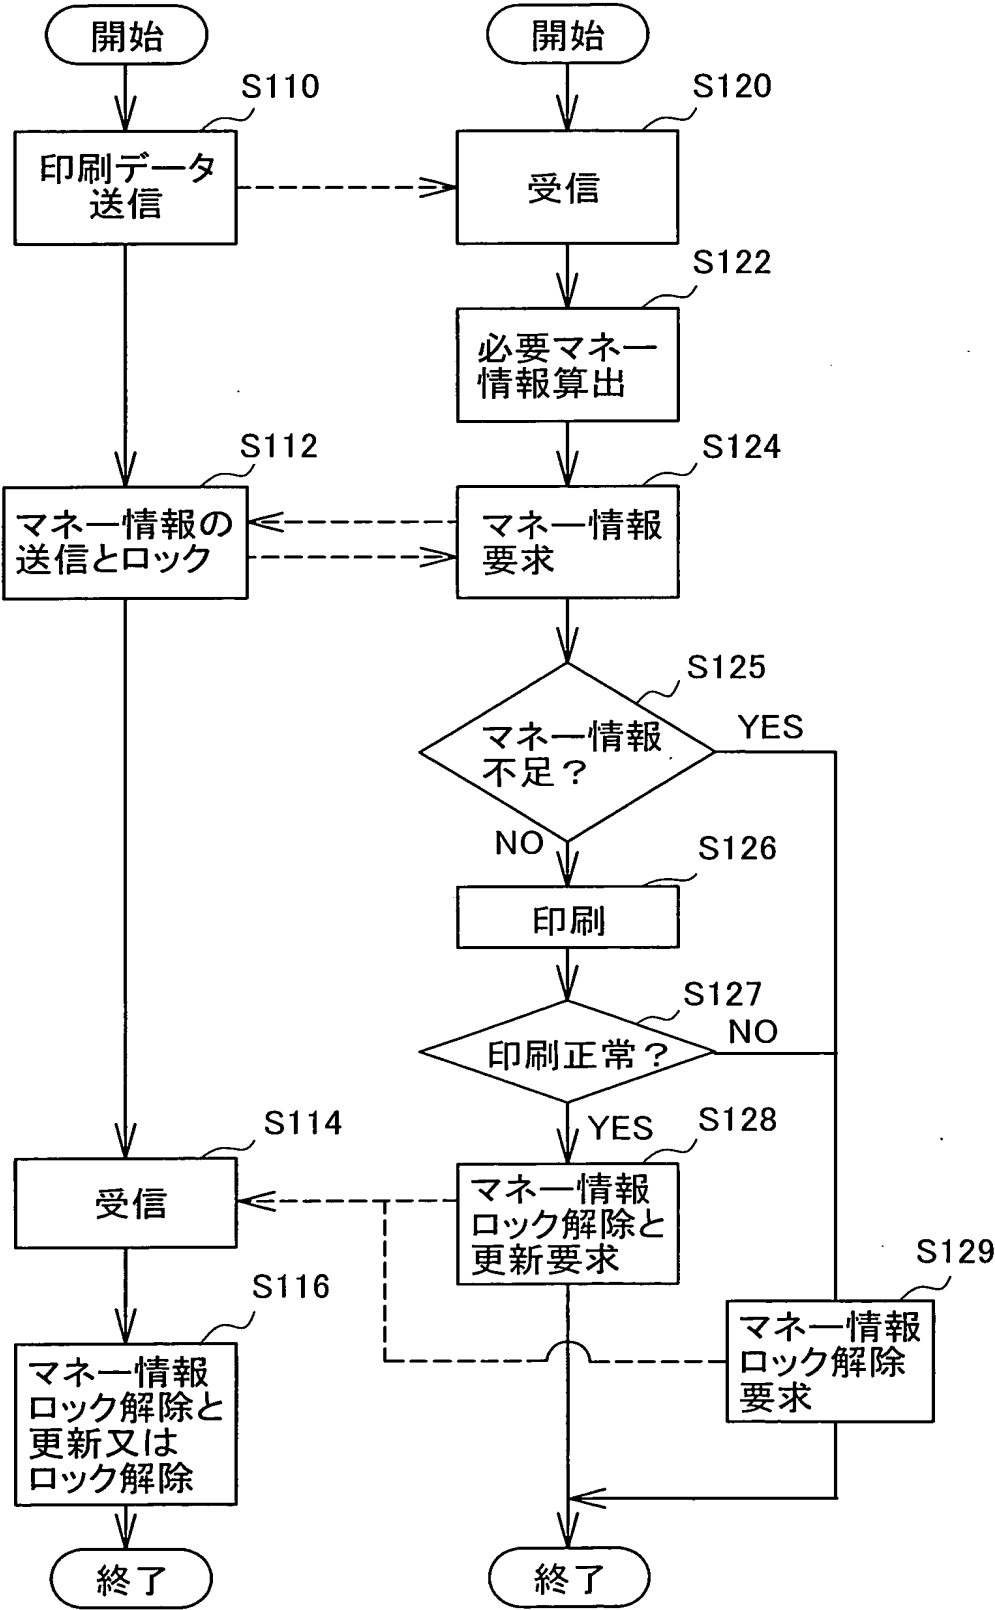 開始
開始
S110
S120
印刷データ
送信
受信
S122
必要マネー
情報算出
S112
S124
マネー情報の
送信とロック
マネー情報
要求
S125
マネー情報
不足？
YES
NO
S126
印刷
S127
印刷正常？
NO
YES
S114
S128
受信
マネー情報
ロック解除と
更新要求
S129
S116
マネー情報
ロック解除
要求
マネー情報
ロック解除と
更新又は
ロック解除
終了
終了